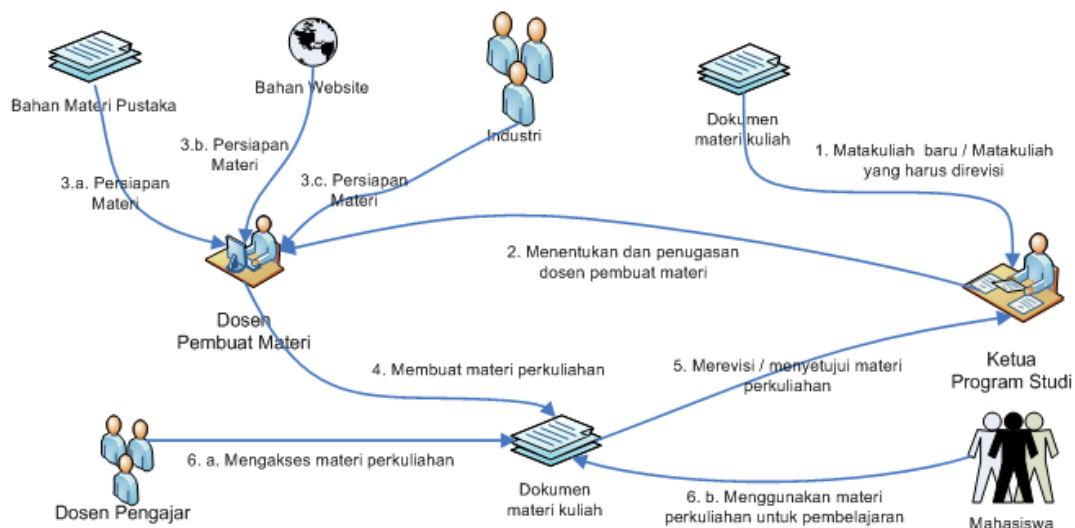 Bahan Materi Pustaka
Bahan Website
Industri
Dokumen
materi kuliah
3.a. Persiapan
Materi
3.b. Persiapan
Materi
3.c. Persiapan
Materi
1. Matakuliah baru / Matakuliah
yang harus direvisi
2. Menentukan dan penugasan
dosen pembuat materi
Dosen
Pembuat Materi
Ketua
Program Studi
4. Membuat materi perkuliahan
5. Merevisi / menyetujui materi
perkuliahan
6. a. Mengakses materi perkuliahan
Dosen Pengajar
Dokumen
materi kuliah
6. b. Menggunakan materi
perkuliahan untuk pembelajaran
Mahasiswa